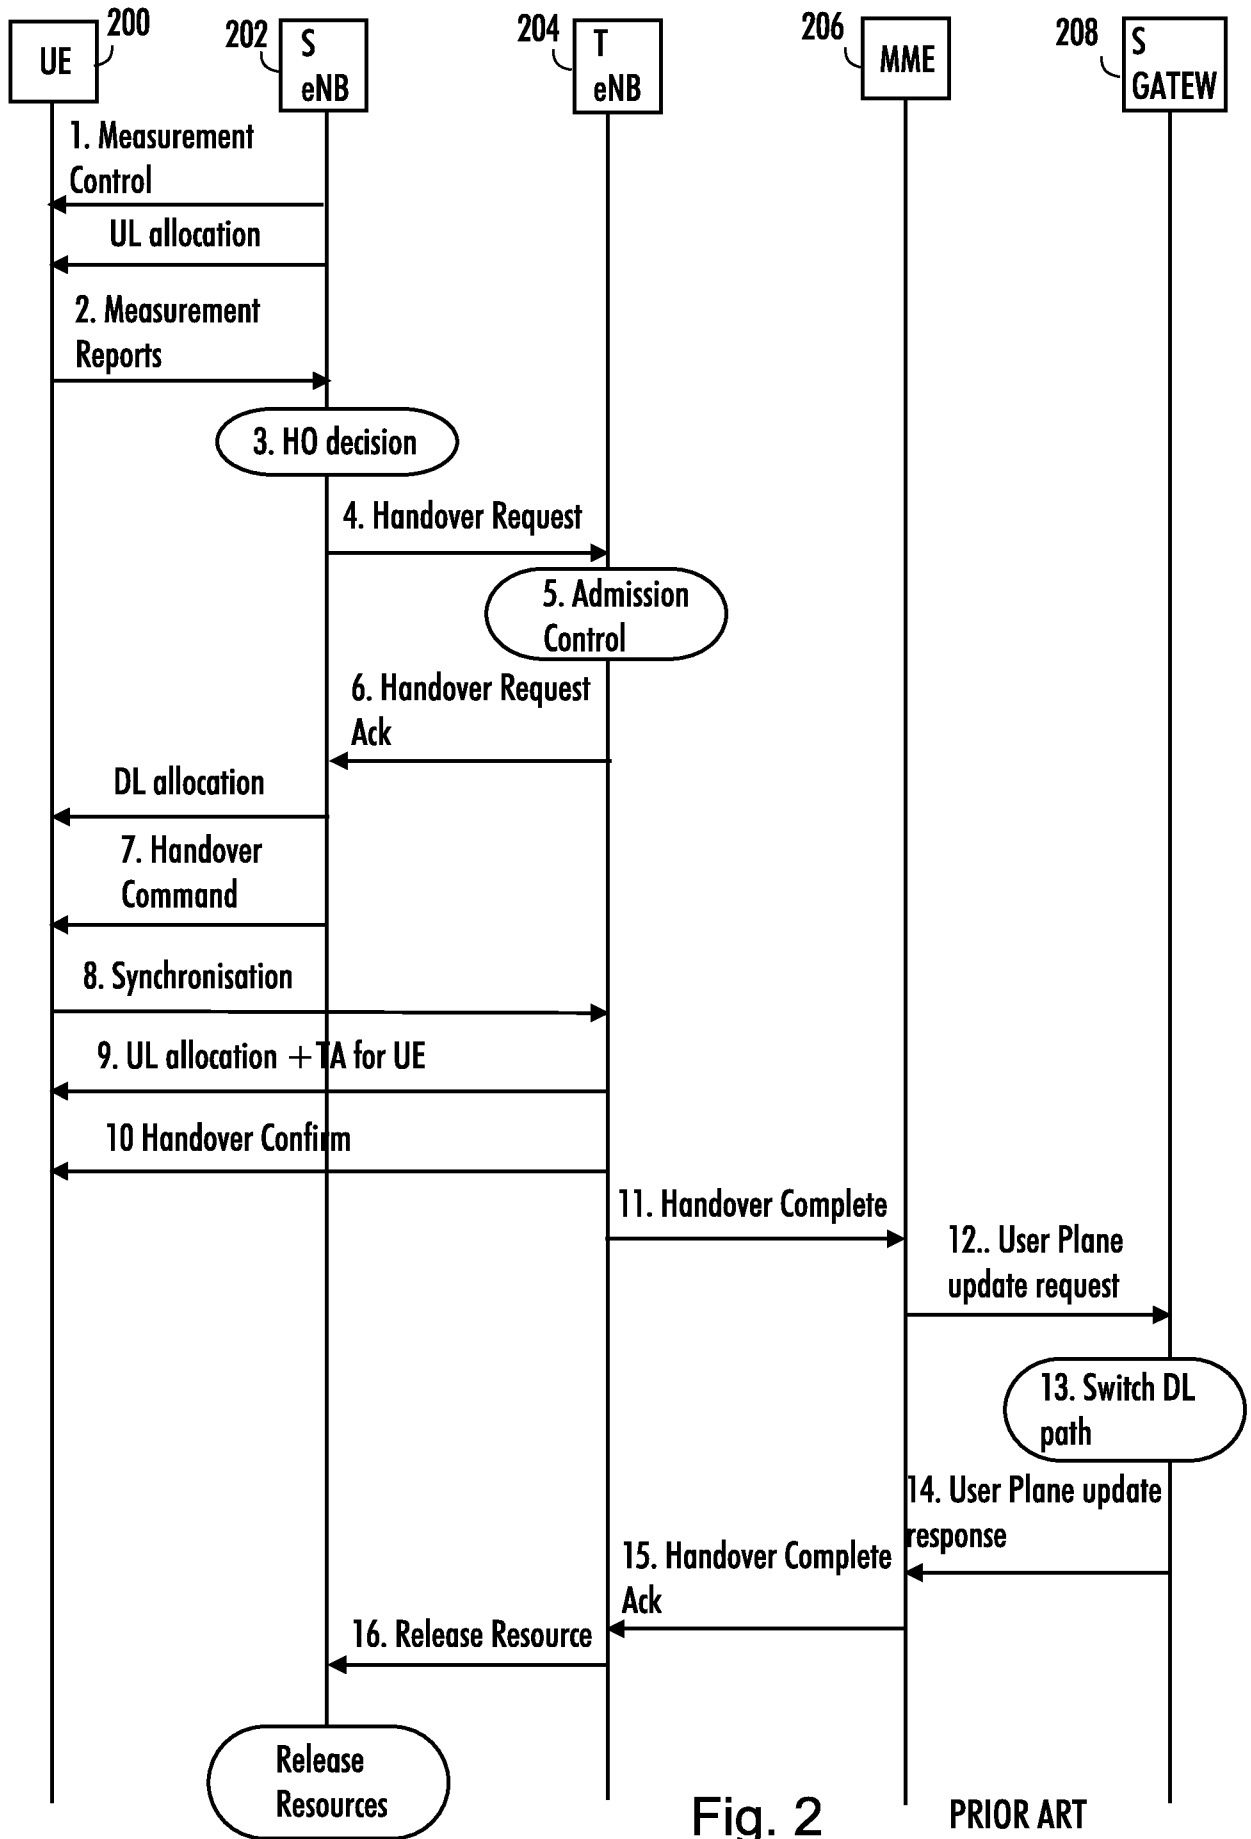 200
UE
202
S
eNB
204
T
eNB
206
MME
208
S
GATEW
1. Measurement
Control
UL allocation
2. Measurement
Reports
3. HO decision
4. Handover Request
5. Admission
Control
6. Handover Request
Ack
DL allocation
7. Handover
Command
8. Synchronisation
9. UL allocation +TA for UE
10 Handover Confirm
11. Handover Complete
12.. User Plane
update request
13. Switch DL
path
14. User Plane update
response
15. Handover Complete
Ack
16. Release Resource
Release
Resources
Fig. 2
PRIOR ART